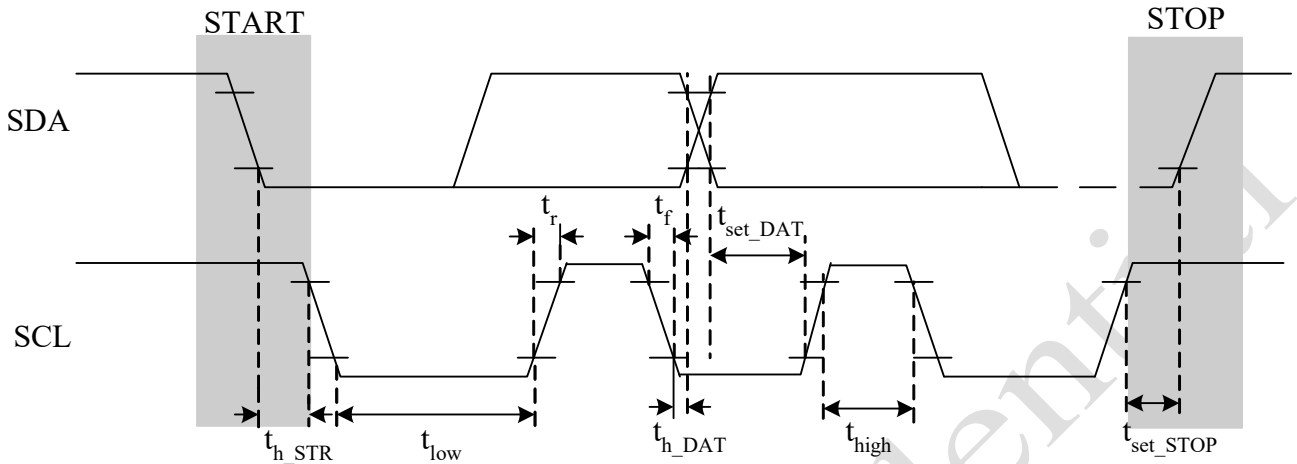 START
STOP
SDA
t_r
t_f
t_set_DAT
SCL
t_h_STR
t_low
t_h_DAT
t_high
t_set_STOP